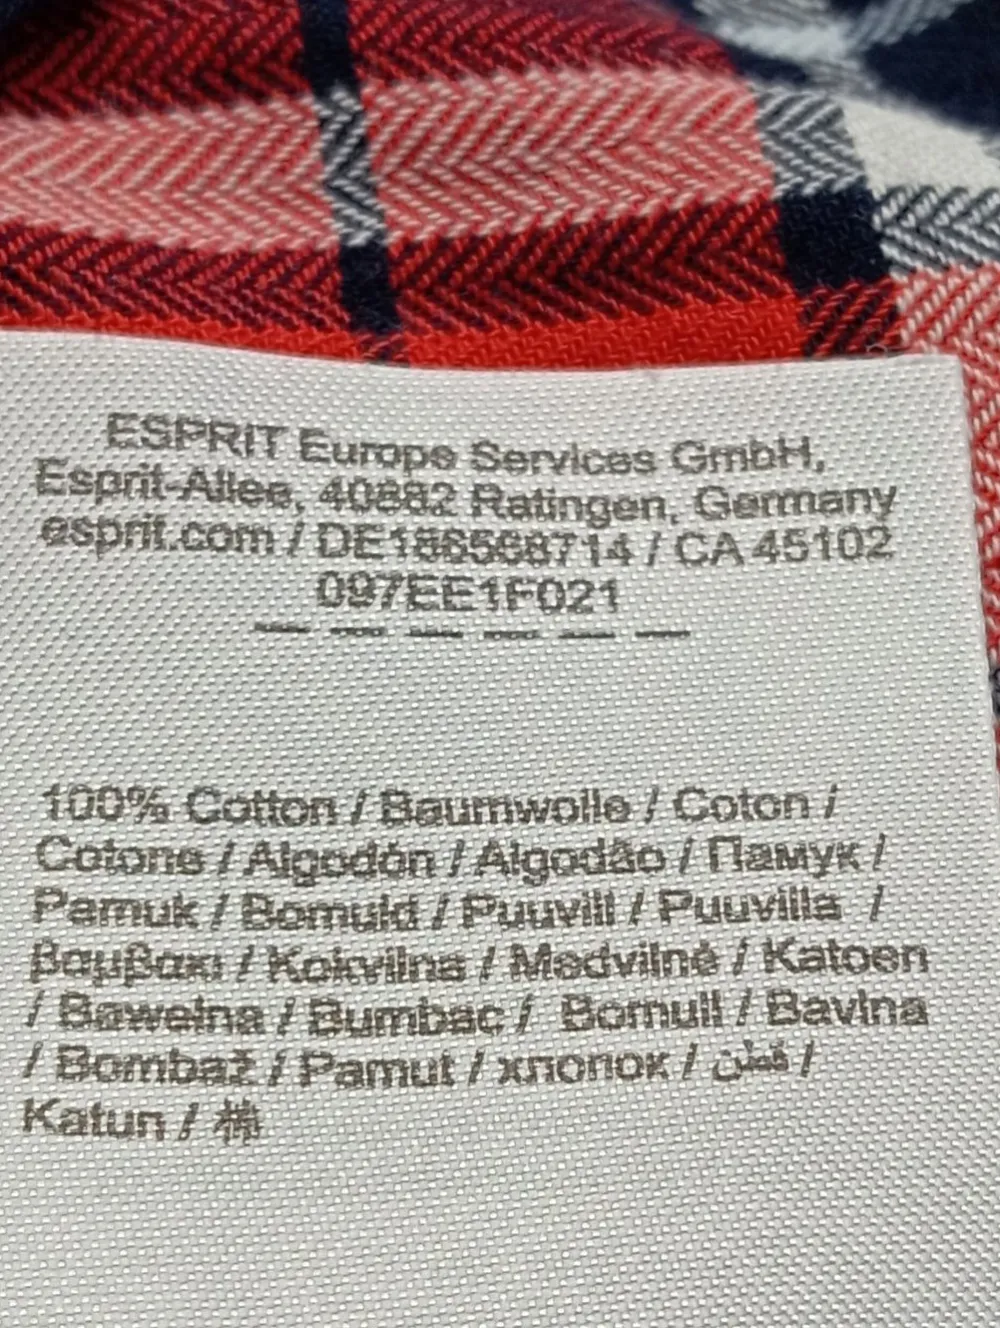 ESPRIT Europe Services GmbH,
Esprit-Allee, 40882 Ratingen, Germany
esprit.com / DE186568714 / CA 45102
097EE1F021
100% Cotton / Baumwolle / Coton /
Cotone / Algodón / Algodão / Памук /
Pamuk / Bomuld / Puuvill / Puuvilla /
βαμβακι / Kokvilna / Medvilnė / Katoen
/ Bawełna / Bumbac / Bomull / Bavlna
/ Bombaž / Pamut / хлопок / قطن /
Katun / 棉